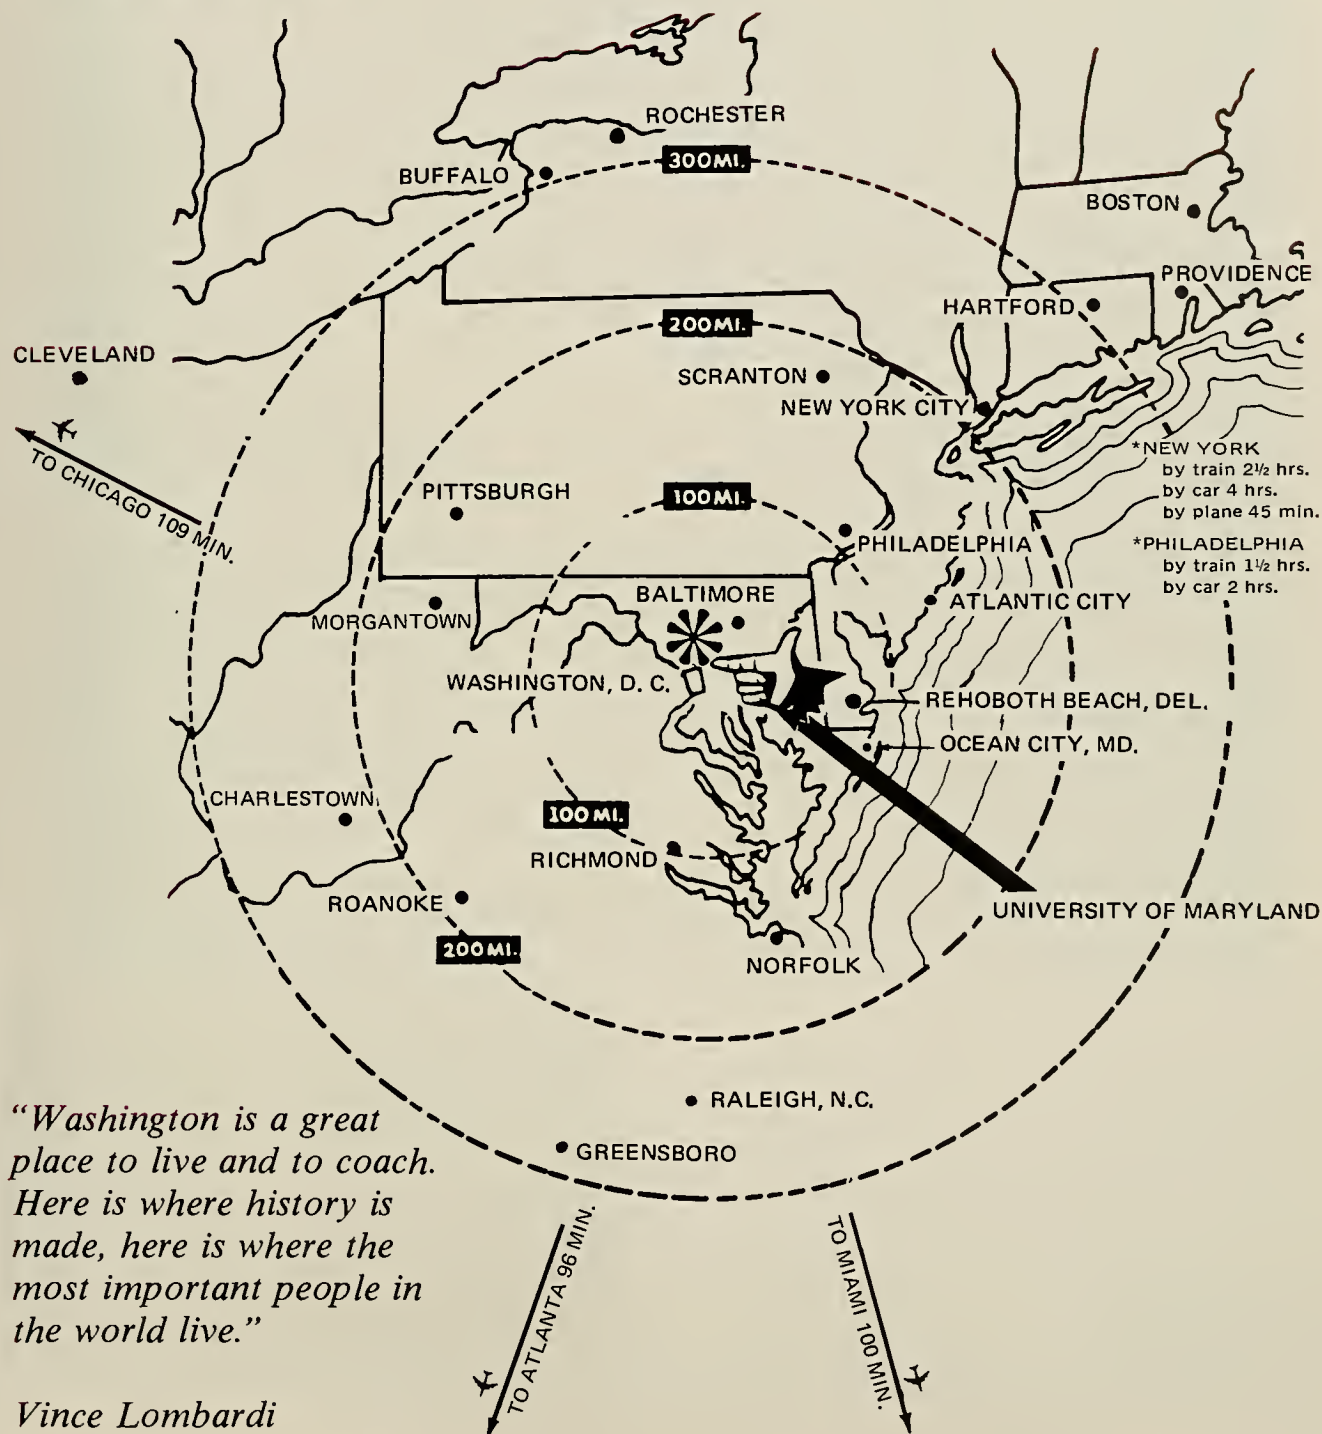 ROCHESTER
300MI.
BUFFALO
BOSTON
PROVIDENCE
HARTFORD
200MI.
CLEVELAND
SCRANTON
NEW YORK CITY
*NEW YORK
by train 2½ hrs.
by car 4 hrs.
by plane 45 min.
TO CHICAGO 109 MIN.
PITTSBURGH
100MI.
PHILADELPHIA
*PHILADELPHIA
by train 1½ hrs.
by car 2 hrs.
BALTIMORE
ATLANTIC CITY
MORGANTOWN
WASHINGTON, D. C.
REHOBOTH BEACH, DEL.
OCEAN CITY, MD.
CHARLESTOWN
100 MI.
RICHMOND
ROANOKE
UNIVERSITY OF MARYLAND
200MI.
NORFOLK
RALEIGH, N.C.
GREENSBORO
"Washington is a great
place to live and to coach.
Here is where history is
made, here is where the
most important people in
the world live."
Vince Lombardi
TO ATLANTA 96 MIN.
TO MIAMI 100 MIN.